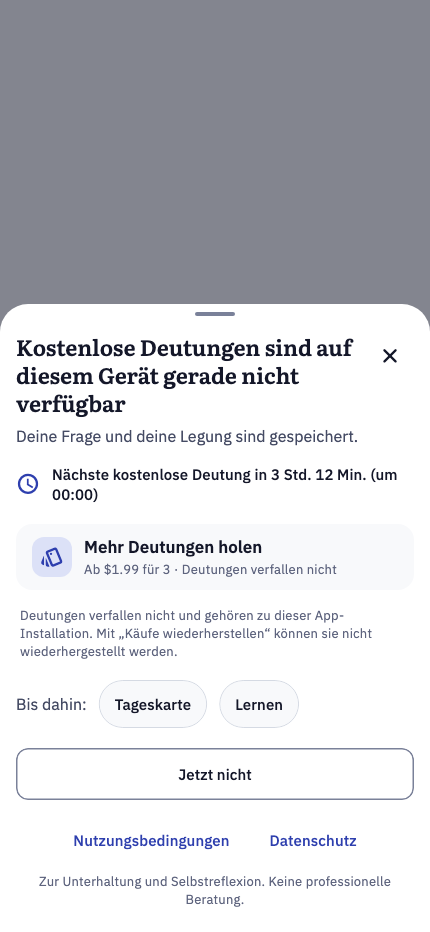 Kostenlose Deutungen sind auf
diesem Gerät gerade nicht
verfügbar
Deine Frage und deine Legung sind gespeichert.
Nächste kostenlose Deutung in 3 Std. 12 Min. (um
00:00)
Mehr Deutungen holen
Ab $1.99 für 3 · Deutungen verfallen nicht
Deutungen verfallen nicht und gehören zu dieser App-
Installation. Mit „Käufe wiederherstellen“ können sie nicht
wiederhergestellt werden.
Bis dahin: Tageskarte Lernen
Jetzt nicht
Nutzungsbedingungen Datenschutz
Zur Unterhaltung und Selbstreflexion. Keine professionelle
Beratung.